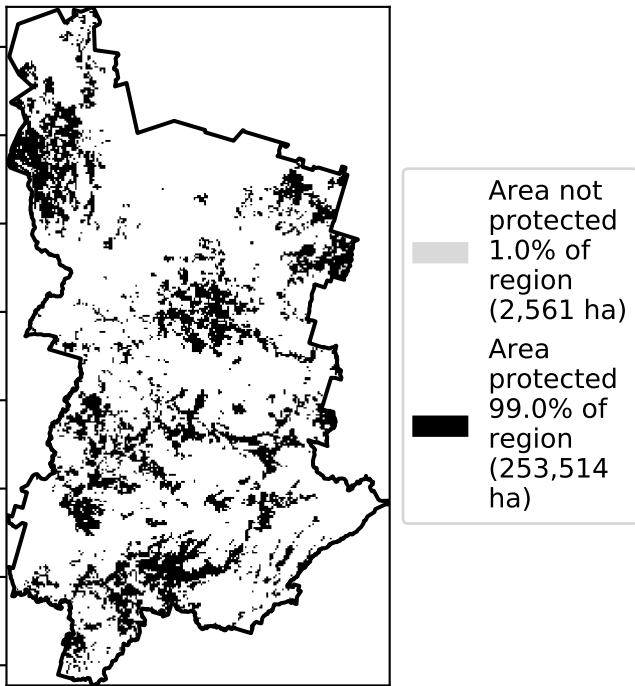 Area not
protected
1.0% of
region
(2,561 ha)
Area
protected
99.0% of
region
(253,514
ha)